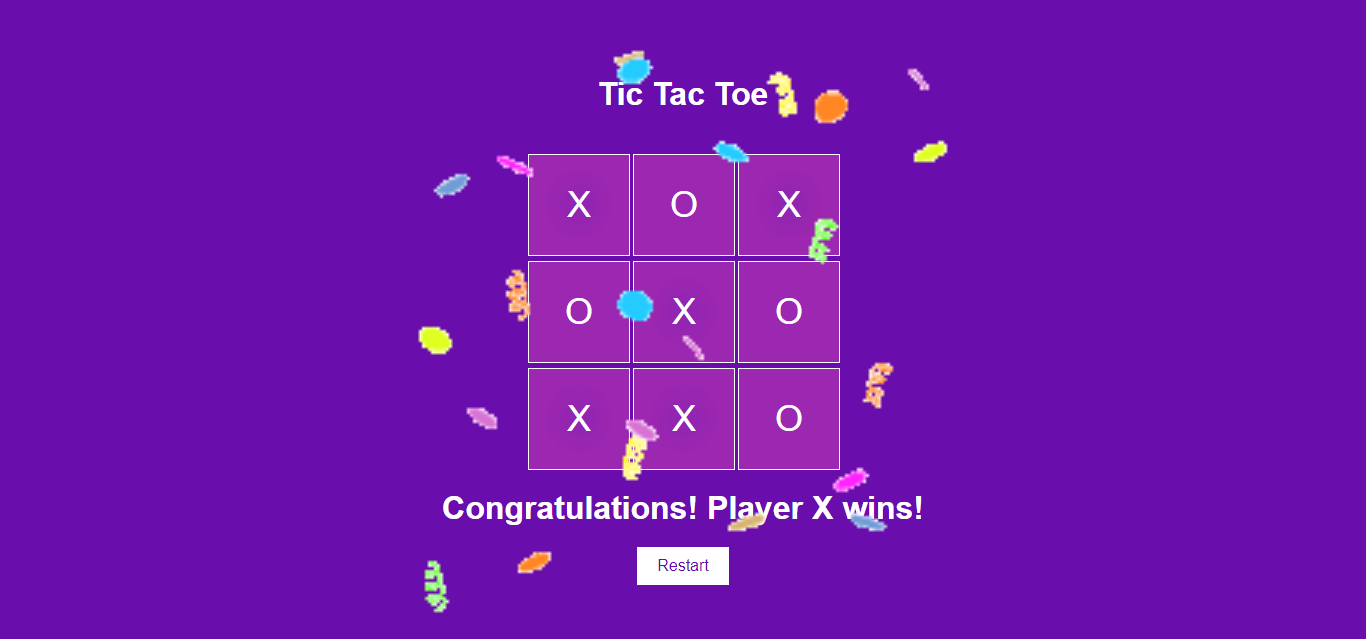 Tic Tac Toe
X O X
O X O
X X O
Congratulations! Player X wins!
Restart